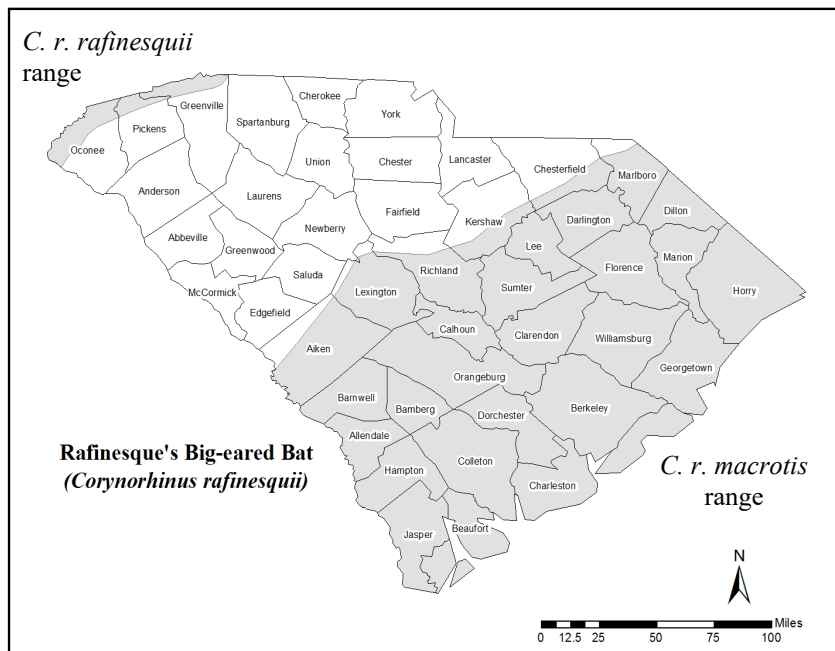 C. r. rafinesquii
range
Cherokee
Greenville
York
Spartanburg
Pickens
Oconee
Union
Chester
Lancaster
Chesterfield
Marlboro
Anderson
Laurens
Dillon
Fairfield
Kershaw
Darlington
Newberry
Abbeville
Greenwood
Lee
Marion
Richland
Florence
Saluda
McCormick
Lexington
Sumter
Horry
Edgefield
Calhoun
Clarendon
Williamsburg
Aiken
Georgetown
Orangeburg
Barnwell
Bamberg
Dorchester
Berkeley
Allendale
Rafinesque's Big-eared Bat
(Corynorhinus rafinesquii)
Hampton
Colleton
C. r. macrotis
range
Charleston
Beaufort
Jasper
N
Miles
0 12.5 25 50 75 100